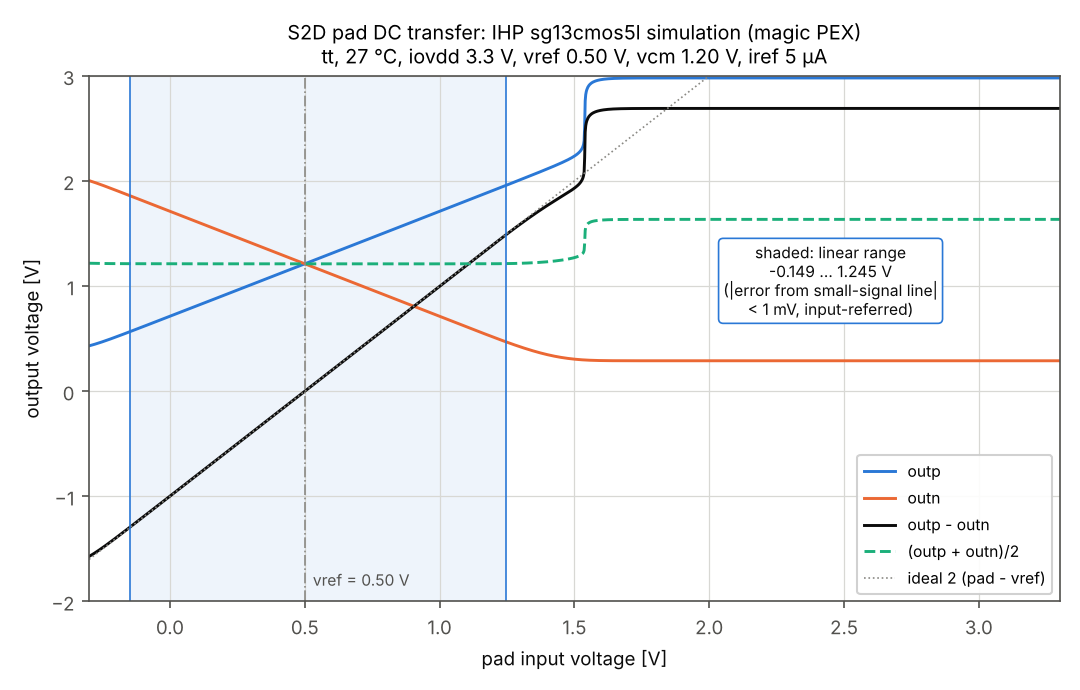 S2D pad DC transfer: IHP sg13cmos5l simulation (magic PEX)
tt, 27 °C, iovdd 3.3 V, vref 0.50 V, vcm 1.20 V, iref 5 µA
output voltage [V]
3
2
1
0
−1
−2
shaded: linear range
-0.149 ... 1.245 V
(|error from small-signal line|
< 1 mV, input-referred)
outp
outn
outp - outn
(outp + outn)/2
ideal 2 (pad - vref)
vref = 0.50 V
0.0
0.5
1.0
1.5
2.0
2.5
3.0
pad input voltage [V]